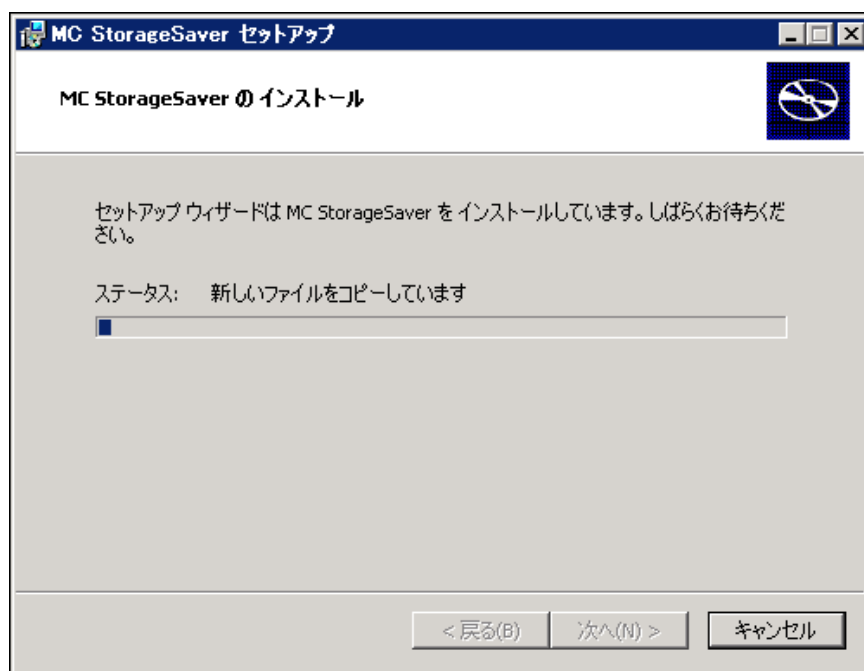 MC StorageSaver セットアップ
MC StorageSaver のインストール
セットアップ ウィザードは MC StorageSaver をインストールしています。しばらくお待ちくだ
さい。
ステータス: 新しいファイルをコピーしています
< 戻る(B) 次へ(N) > キャンセル